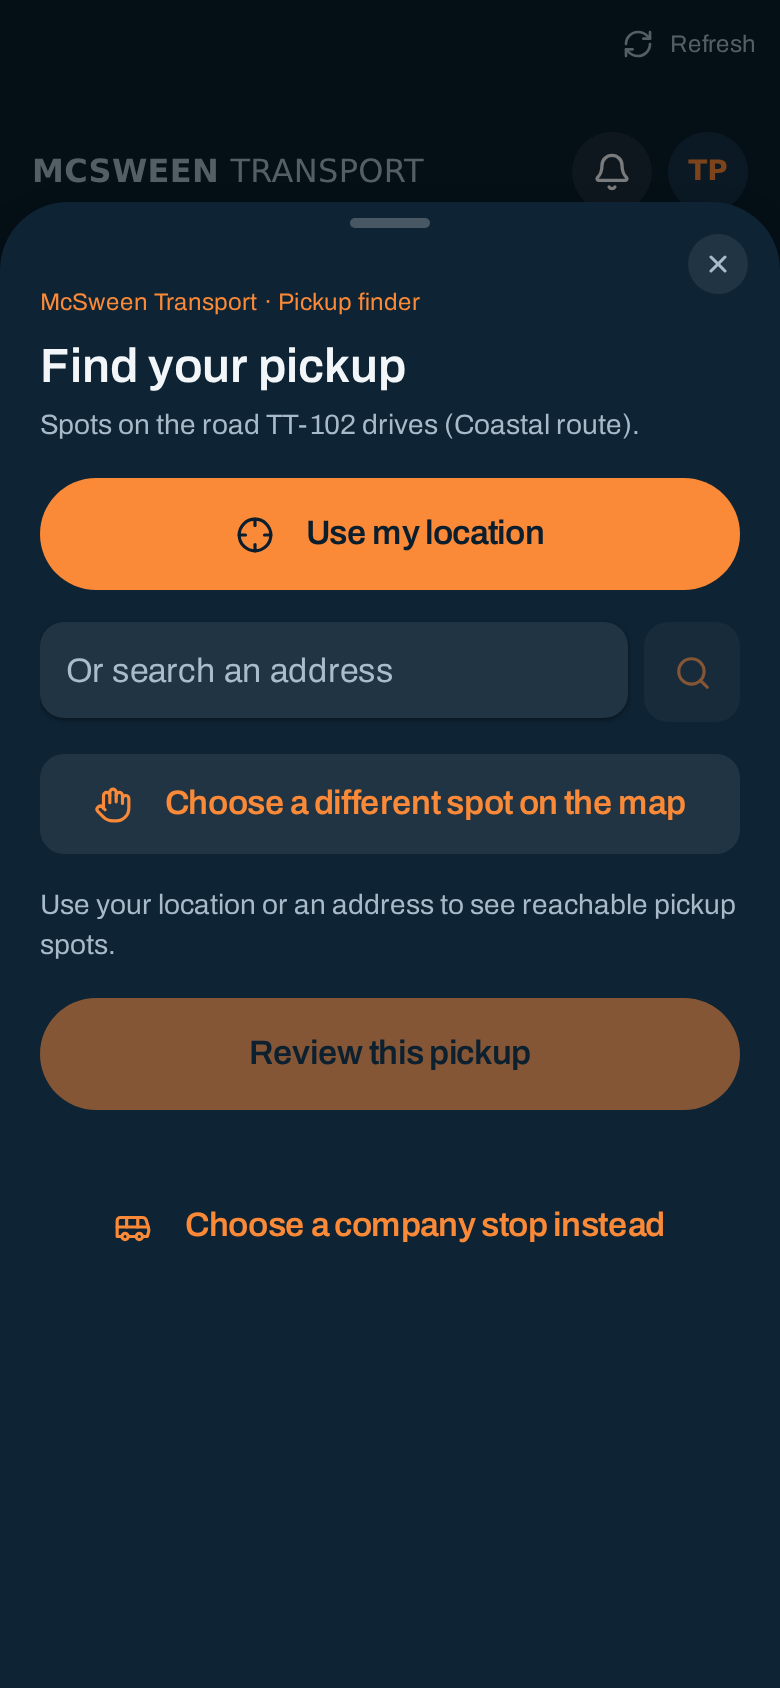 Refresh
MCSWEEN TRANSPORT
TP
McSween Transport · Pickup finder
Find your pickup
Spots on the road TT-102 drives (Coastal route).
Use my location
Or search an address
Choose a different spot on the map
Use your location or an address to see reachable pickup
spots.
Review this pickup
Choose a company stop instead